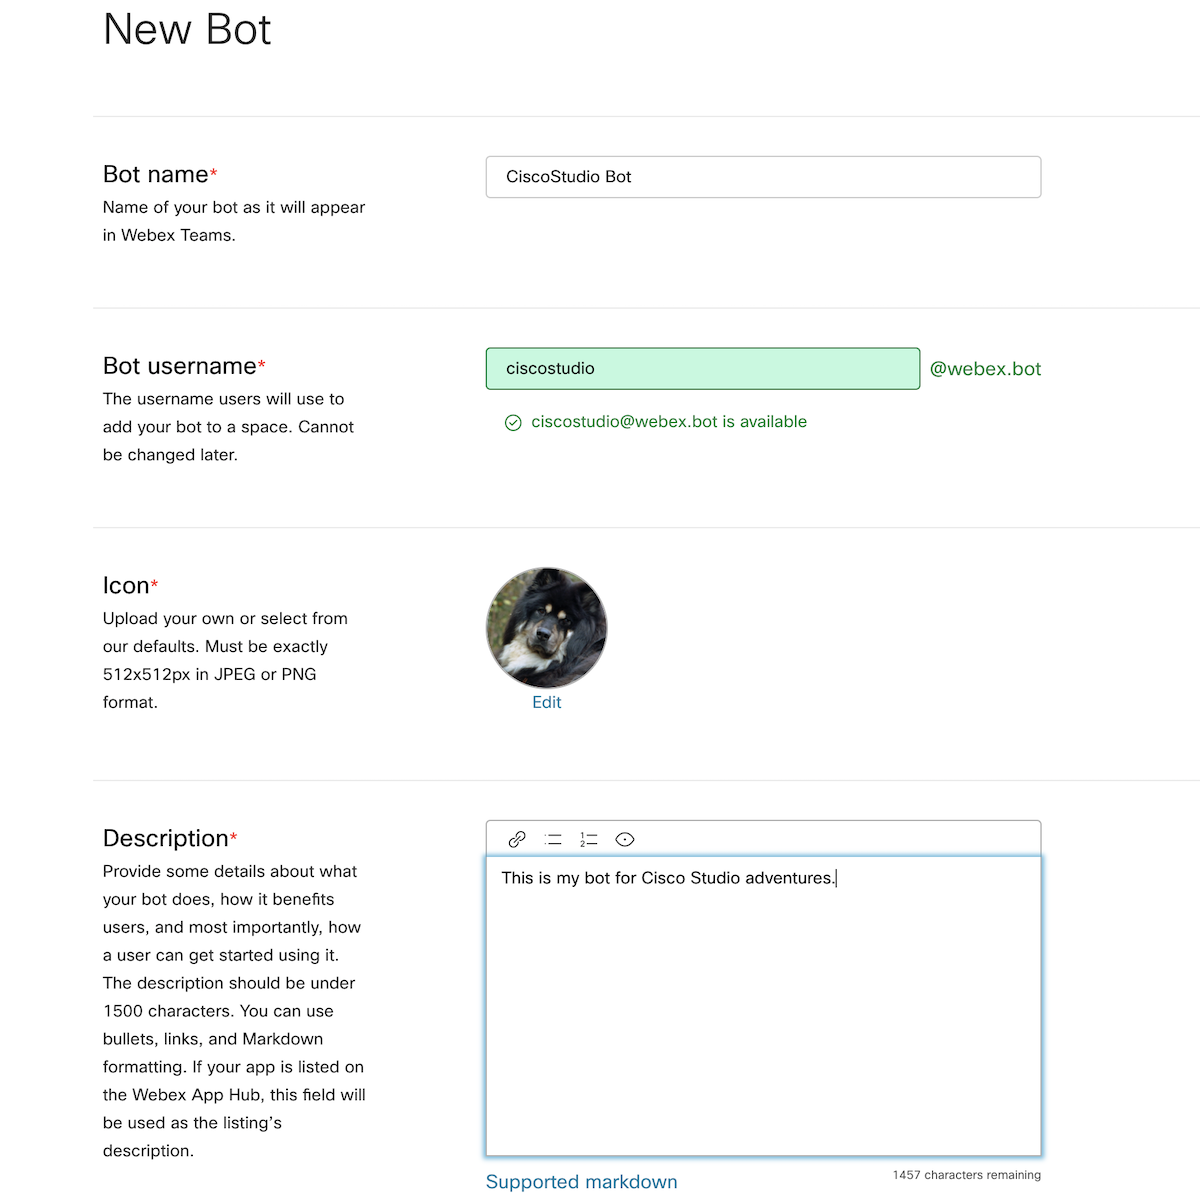 New Bot
Bot name*
Name of your bot as it will appear
in Webex Teams.
CiscoStudio Bot
Bot username*
The username users will use to
add your bot to a space. Cannot
be changed later.
ciscostudio
@webex.bot
ciscostudio@webex.bot is available
Icon*
Upload your own or select from
our defaults. Must be exactly
512x512px in JPEG or PNG
format.
Edit
Description*
Provide some details about what
your bot does, how it benefits
users, and most importantly, how
a user can get started using it.
The description should be under
1500 characters. You can use
bullets, links, and Markdown
formatting. If your app is listed on
the Webex App Hub, this field will
be used as the listing’s
description.
This is my bot for Cisco Studio adventures.
Supported markdown
1457 characters remaining